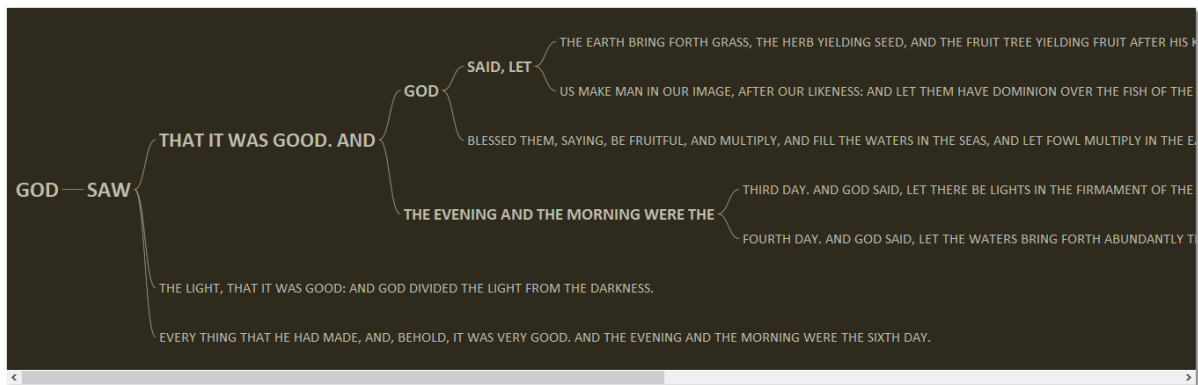 THE EARTH BRING FORTH GRASS, THE HERB YIELDING SEED, AND THE FRUIT TREE YIELDING FRUIT AFTER HIS
SAID, LET
GOD
US MAKE MAN IN OUR IMAGE, AFTER OUR LIKENESS: AND LET THEM HAVE DOMINION OVER THE FISH OF THE
THAT IT WAS GOOD. AND
BLESSED THEM, SAYING, BE FRUITFUL, AND MULTIPLY, AND FILL THE WATERS IN THE SEAS, AND LET FOWL MULTIPLY IN THE
GOD
SAW
THIRD DAY. AND GOD SAID, LET THERE BE LIGHTS IN THE FIRMAMENT OF THE
THE EVENING AND THE MORNING WERE THE
FOURTH DAY. AND GOD SAID, LET THE WATERS BRING FORTH ABUNDANTLY
THE LIGHT, THAT IT WAS GOOD: AND GOD DIVIDED THE LIGHT FROM THE DARKNESS.
EVERY THING THAT HE HAD MADE, AND, BEHOLD, IT WAS VERY GOOD. AND THE EVENING AND THE MORNING WERE THE SIXTH DAY.